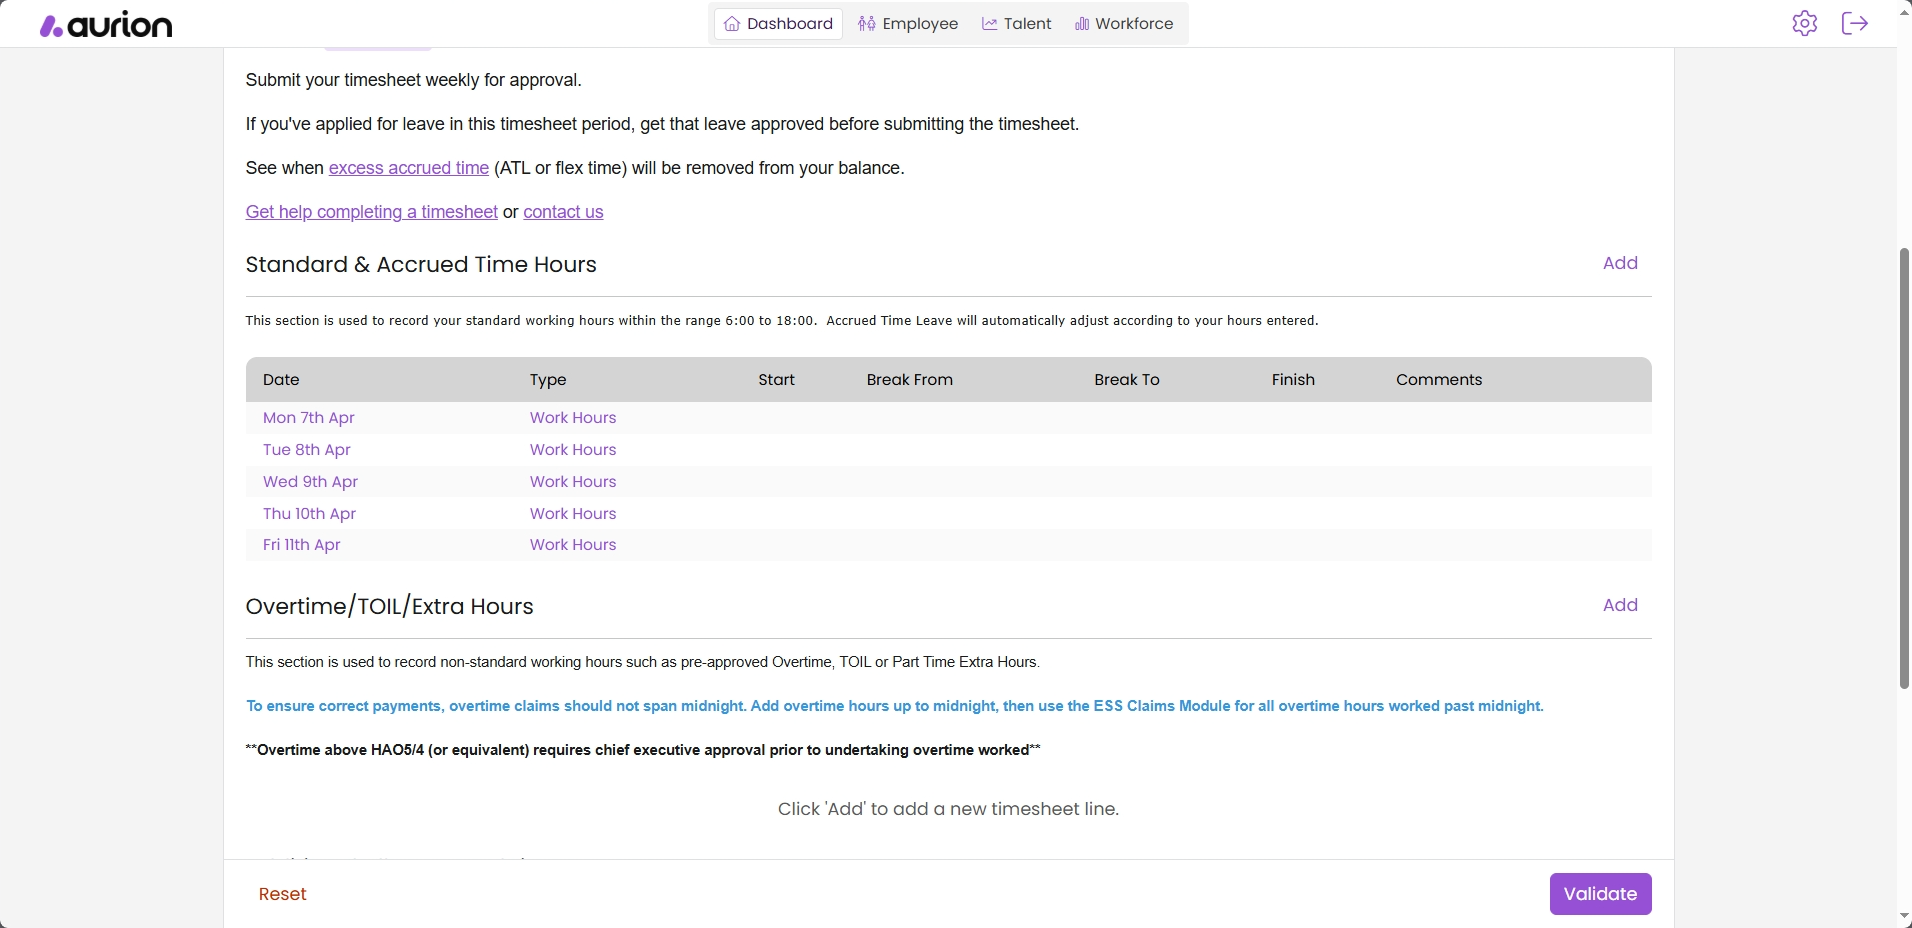 aurion
Dashboard Employee Talent Workforce
Submit your timesheet weekly for approval.
If you've applied for leave in this timesheet period, get that leave approved before submitting the timesheet.
See when excess accrued time (ATL or flex time) will be removed from your balance.
Get help completing a timesheet or contact us
Standard & Accrued Time Hours Add
This section is used to record your standard working hours within the range 6:00 to 18:00. Accrued Time Leave will automatically adjust according to your hours entered.
Date Type Start Break From Break To Finish Comments
Mon 7th Apr Work Hours
Tue 8th Apr Work Hours
Wed 9th Apr Work Hours
Thu 10th Apr Work Hours
Fri 11th Apr Work Hours
Overtime/TOIL/Extra Hours Add
This section is used to record non-standard working hours such as pre-approved Overtime, TOIL or Part Time Extra Hours.
To ensure correct payments, overtime claims should not span midnight. Add overtime hours up to midnight, then use the ESS Claims Module for all overtime hours worked past midnight.
**Overtime above HAO5/4 (or equivalent) requires chief executive approval prior to undertaking overtime worked**
Click 'Add' to add a new timesheet line.
Reset Validate